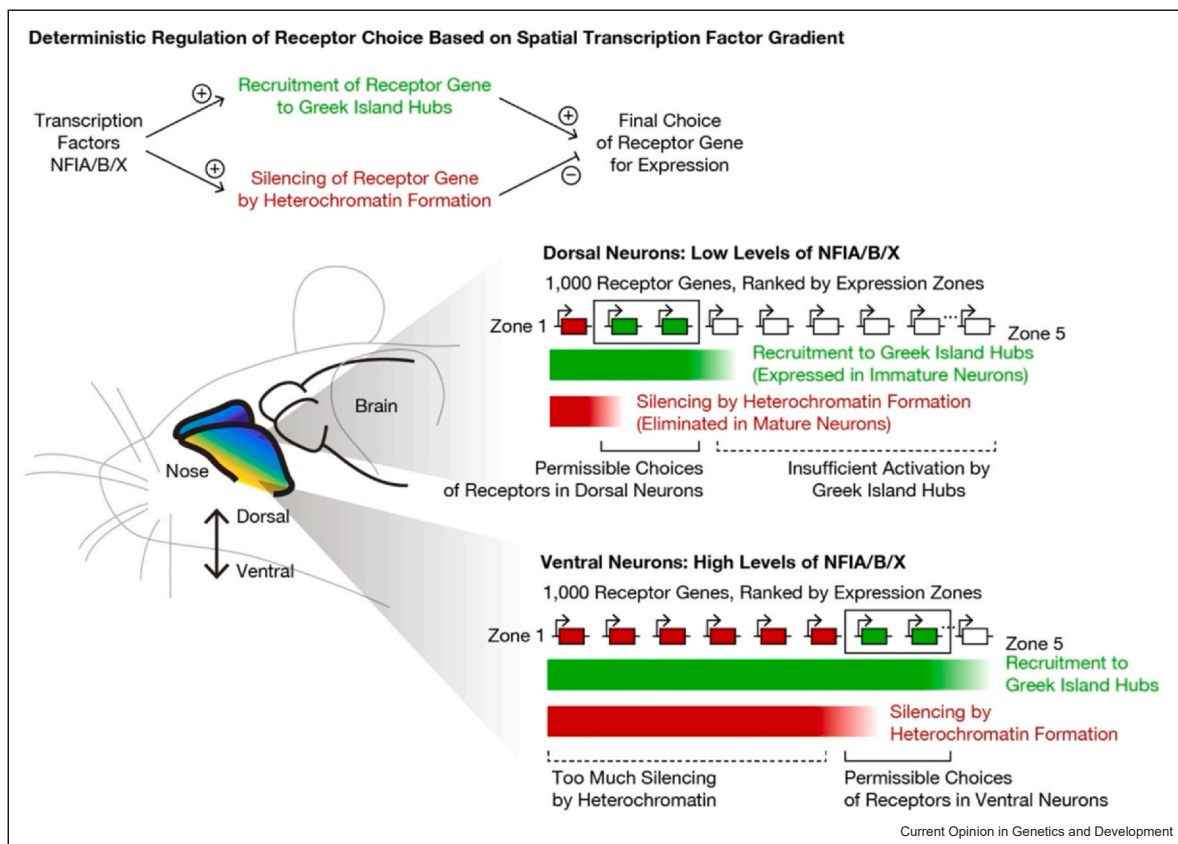 Deterministic Regulation of Receptor Choice Based on Spatial Transcription Factor Gradient
Transcription
Factors
NFIA/B/X
+
Recruitment of Receptor Gene
to Greek Island Hubs
+
Silencing of Receptor Gene
by Heterochromatin Formation
+
−
Final Choice
of Receptor Gene
for Expression
Nose
Brain
Dorsal
Ventral
Dorsal Neurons: Low Levels of NFIA/B/X
1,000 Receptor Genes, Ranked by Expression Zones
Zone 1
...
Zone 5
Recruitment to Greek Island Hubs
(Expressed in Immature Neurons)
Silencing by Heterochromatin Formation
(Eliminated in Mature Neurons)
Permissible Choices
of Receptors in Dorsal Neurons
Insufficient Activation by
Greek Island Hubs
Ventral Neurons: High Levels of NFIA/B/X
1,000 Receptor Genes, Ranked by Expression Zones
Zone 1
...
Zone 5
Recruitment to
Greek Island Hubs
Silencing by
Heterochromatin Formation
Too Much Silencing
by Heterochromatin
Permissible Choices
of Receptors in Ventral Neurons
Current Opinion in Genetics and Development